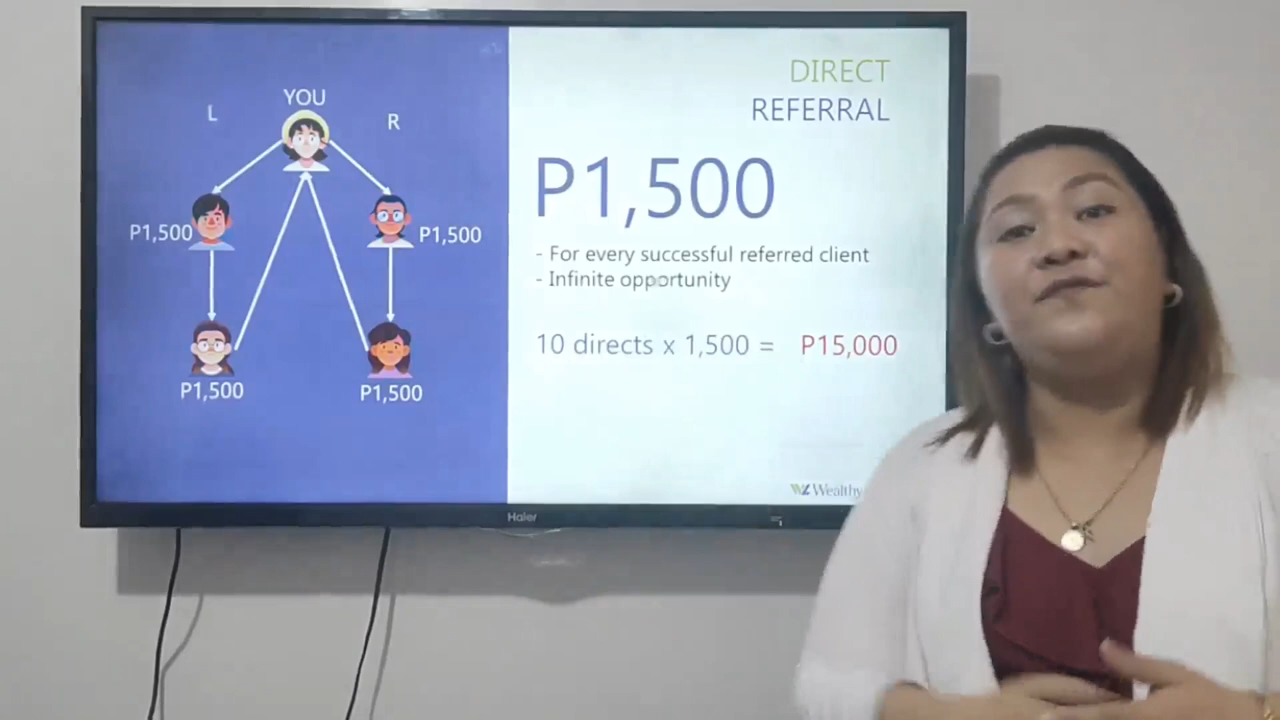 YOU
L
R
P1,500
P1,500
P1,500
P1,500
DIRECT
REFERRAL
P1,500
- For every successful referred client
- Infinite opportunity
10 directs x 1,500 = P15,000
Wealthy
Haier